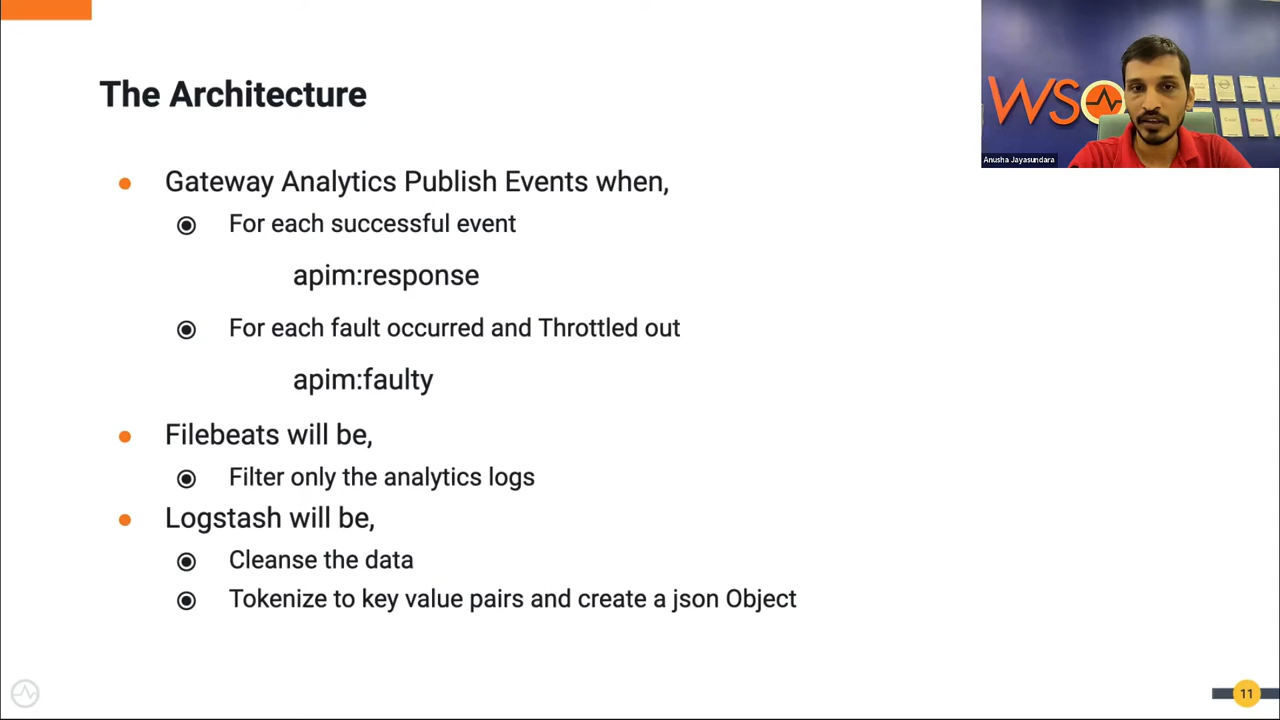 The Architecture
WSO
Anusha Jayasundara
Gateway Analytics Publish Events when,
For each successful event
apim:response
For each fault occurred and Throttled out
apim:faulty
Filebeats will be,
Filter only the analytics logs
Logstash will be,
Cleanse the data
Tokenize to key value pairs and create a json Object
11